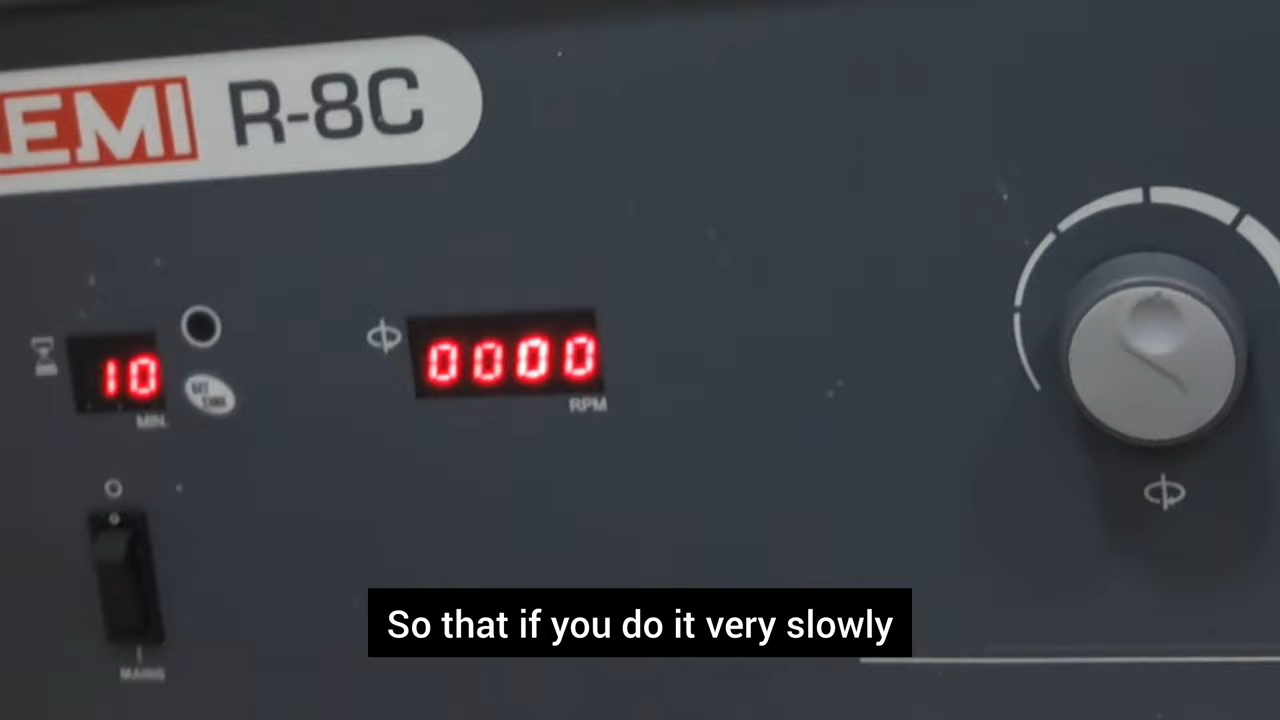 EMI R-8C
10
MIN.
0000
RPM
MAINS
So that if you do it very slowly